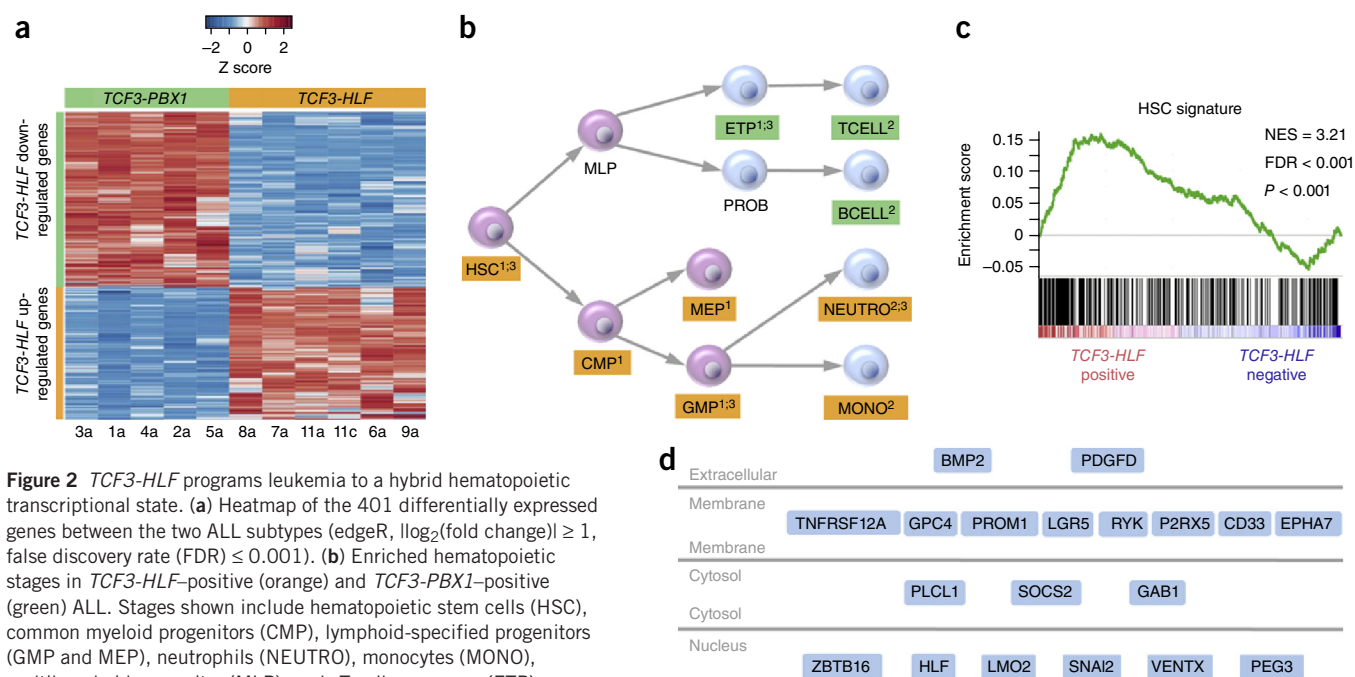 a
−2 0 2
Z score
TCF3-PBX1 TCF3-HLF
TCF3-HLF down-
regulated genes
TCF3-HLF up-
regulated genes
3a 1a 4a 2a 5a 8a 7a 11a 11c 6a 9a
b
ETP1;3 TCELL2
MLP
PROB
BCELL2
HSC1;3
MEP1 NEUTRO2;3
CMP1
GMP1;3 MONO2
c
HSC signature
NES = 3.21
FDR < 0.001
P < 0.001
Enrichment score
0.15
0.10
0.05
0
−0.05
TCF3-HLF
positive
TCF3-HLF
negative
Figure 2 TCF3-HLF programs leukemia to a hybrid hematopoietic
transcriptional state. (a) Heatmap of the 401 differentially expressed
genes between the two ALL subtypes (edgeR, |log2(fold change)| ≥ 1,
false discovery rate (FDR) ≤ 0.001). (b) Enriched hematopoietic
stages in TCF3-HLF–positive (orange) and TCF3-PBX1–positive
(green) ALL. Stages shown include hematopoietic stem cells (HSC),
common myeloid progenitors (CMP), lymphoid-specified progenitors
(GMP and MEP), neutrophils (NEUTRO), monocytes (MONO),
d
BMP2 PDGFD
Extracellular
Membrane
TNFRSF12A GPC4 PROM1 LGR5 RYK P2RX5 CD33 EPHA7
Membrane
Cytosol
PLCL1 SOCS2 GAB1
Cytosol
Nucleus
ZBTB16 HLF LMO2 SNAI2 VENTX PEG3